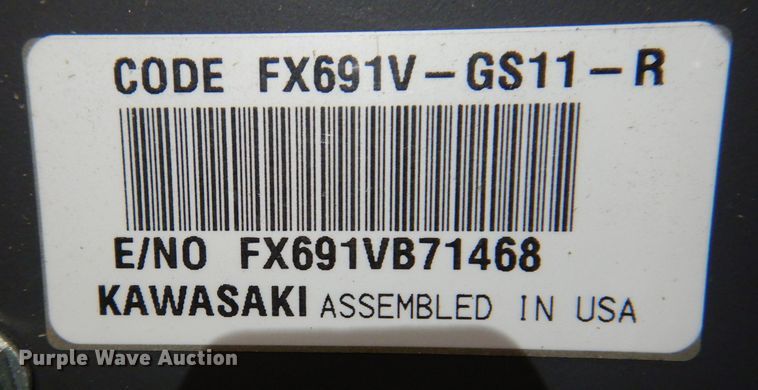 CODE FX691V-GS11-R
E/NO FX691VB71468
KAWASAKI ASSEMBLED IN USA
Purple Wave Auction